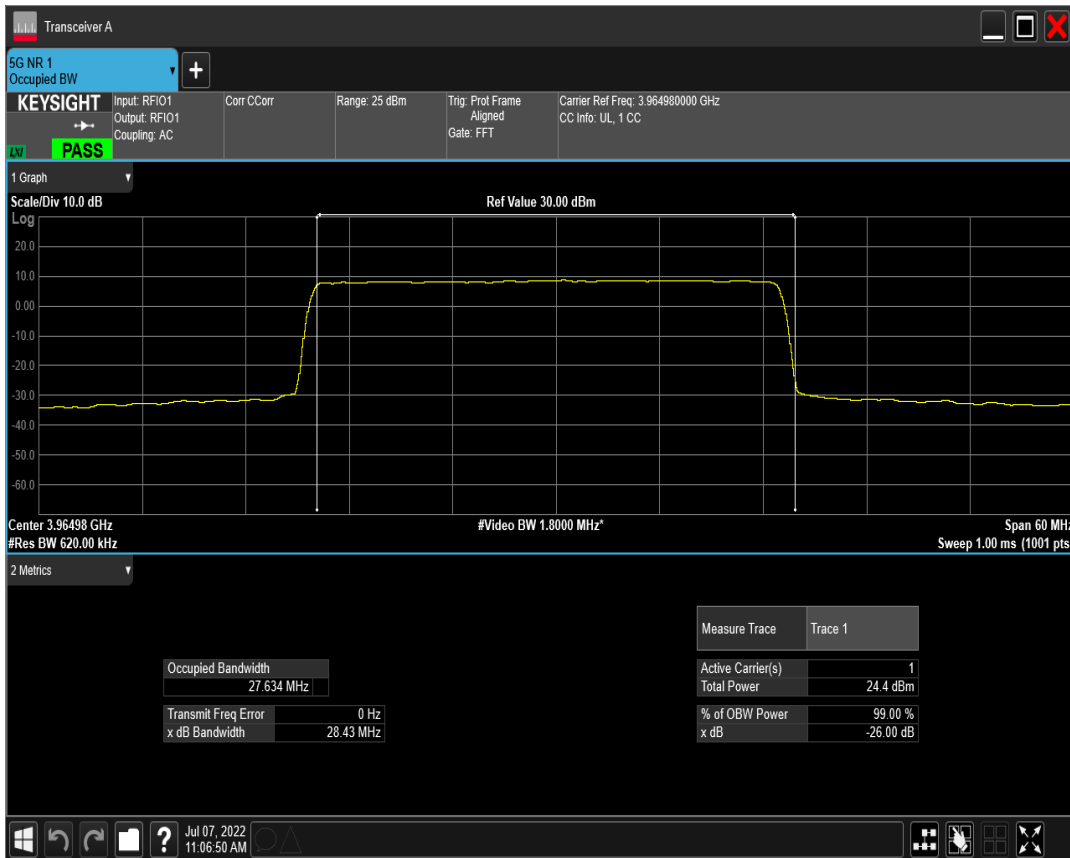 Transceiver A
5G NR 1
Occupied BW
KEYSIGHT
LXI
PASS
Input: RFIO1
Output: RFIO1
Coupling: AC
Corr CCorr
Range: 25 dBm
Trig: Prot Frame
Aligned
Gate: FFT
Carrier Ref Freq: 3.964980000 GHz
CC Info: UL, 1 CC
1 Graph
Scale/Div 10.0 dB
Ref Value 30.00 dBm
Log
20.0
10.0
0.00
-10.0
-20.0
-30.0
-40.0
-50.0
-60.0
Center 3.96498 GHz
#Video BW 1.8000 MHz*
Span 60 MHz
#Res BW 620.00 kHz
Sweep 1.00 ms (1001 pts
2 Metrics
Measure Trace Trace 1
Occupied Bandwidth
27.634 MHz
Active Carrier(s) 1
Total Power 24.4 dBm
Transmit Freq Error 0 Hz
x dB Bandwidth 28.43 MHz
% of OBW Power 99.00 %
x dB -26.00 dB
?
Jul 07, 2022
11:06:50 AM